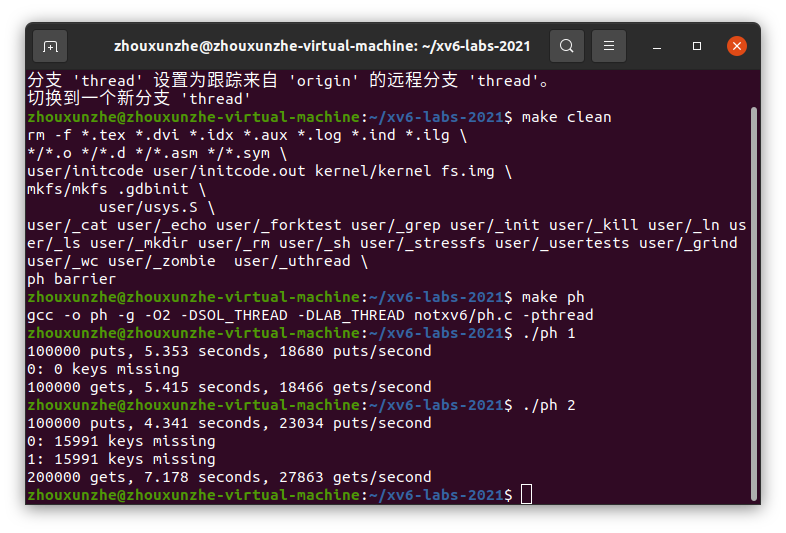 zhouxunzhe@zhouxunzhe-virtual-machine: ~/xv6-labs-2021
分支 'thread' 设置为跟踪来自 'origin' 的远程分支 'thread'。
切换到一个新分支 'thread'
zhouxunzhe@zhouxunzhe-virtual-machine:~/xv6-labs-2021$ make clean
rm -f *.tex *.dvi *.idx *.aux *.log *.ind *.ilg \
*/*.o */*.d */*.asm */*.sym \
user/initcode user/initcode.out kernel/kernel fs.img \
mkfs/mkfs .gdbinit \
        user/usys.S \
user/_cat user/_echo user/_forktest user/_grep user/_init user/_kill user/_ln us
er/_ls user/_mkdir user/_rm user/_sh user/_stressfs user/_usertests user/_grind
user/_wc user/_zombie  user/_uthread \
ph barrier
zhouxunzhe@zhouxunzhe-virtual-machine:~/xv6-labs-2021$ make ph
gcc -o ph -g -O2 -DSOL_THREAD -DLAB_THREAD notxv6/ph.c -pthread
zhouxunzhe@zhouxunzhe-virtual-machine:~/xv6-labs-2021$ ./ph 1
100000 puts, 5.353 seconds, 18680 puts/second
0: 0 keys missing
100000 gets, 5.415 seconds, 18466 gets/second
zhouxunzhe@zhouxunzhe-virtual-machine:~/xv6-labs-2021$ ./ph 2
100000 puts, 4.341 seconds, 23034 puts/second
0: 15991 keys missing
1: 15991 keys missing
200000 gets, 7.178 seconds, 27863 gets/second
zhouxunzhe@zhouxunzhe-virtual-machine:~/xv6-labs-2021$